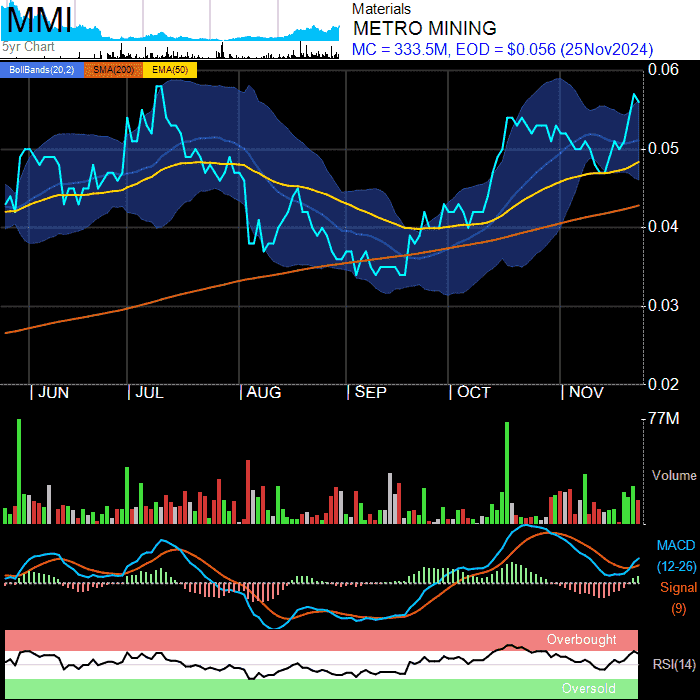 MMI
5yr Chart
Materials
METRO MINING
MC = 333.5M, EOD = $0.056 (25Nov2024)
BollBands(20,2) SMA(200) EMA(50)
0.06
0.05
0.04
0.03
0.02
JUN JUL AUG SEP OCT NOV
77M
Volume
MACD
(12-26)
Signal
(9)
Overbought
RSI(14)
Oversold